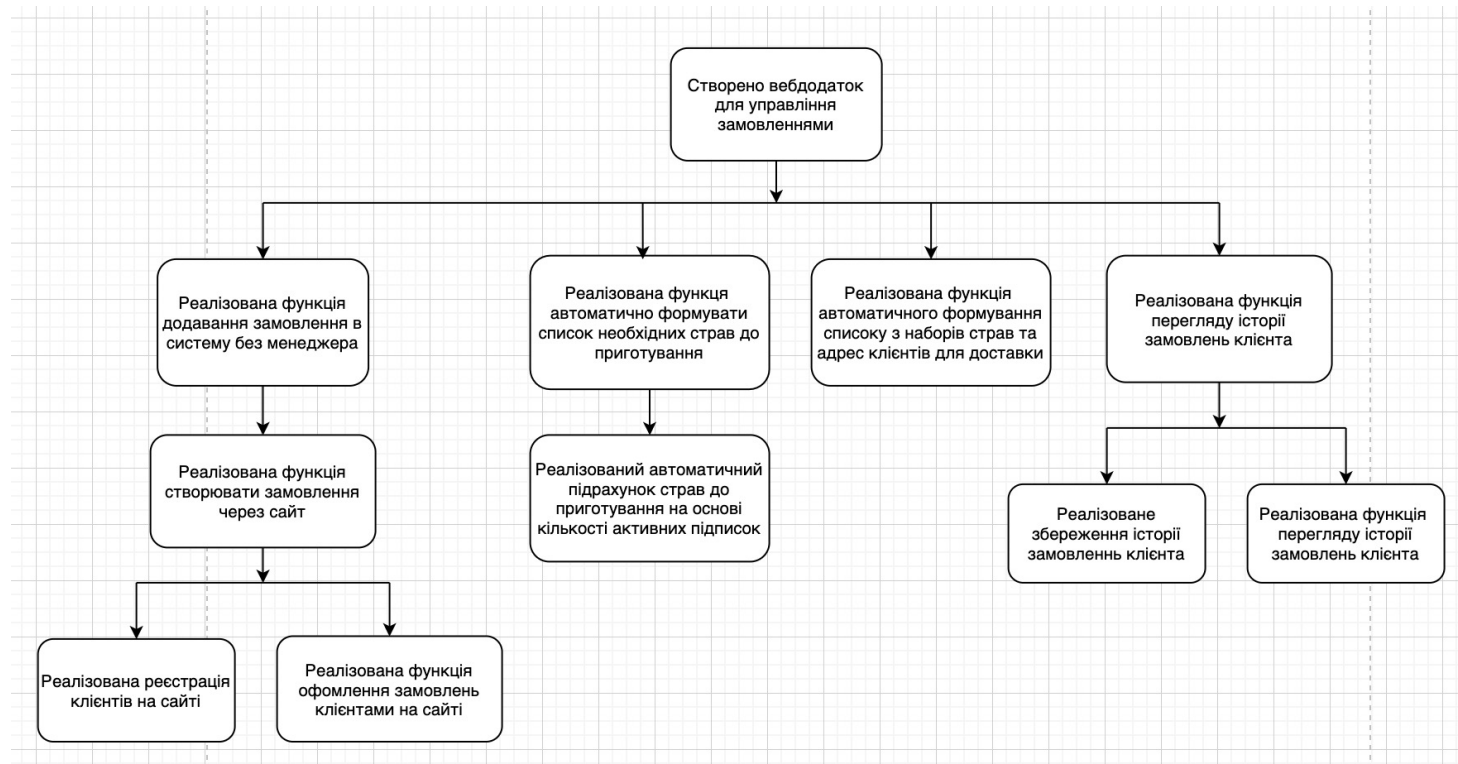 Створено вебдодаток
для управління
замовленнями
Реалізована функція
додавання замовлення в
систему без менеджера
Реалізована функця
автоматично формувати
список необхідних страв до
приготування
Реалізована функція
автоматичного формування
списоку з наборів страв та
адрес клієнтів для доставки
Реалізована функція
перегляду історії
замовлень клієнта
Реалізована функція
створювати замовлення
через сайт
Реалізований автоматичний
підрахунок страв до
приготування на основі
кількості активних підписок
Реалізоване
збереження історії
замовленнь клієнта
Реалізована функція
перегляду історії
замовлень клієнта
Реалізована реєстрація
клієнтів на сайті
Реалізована функція
офомлення замовлень
клієнтами на сайті